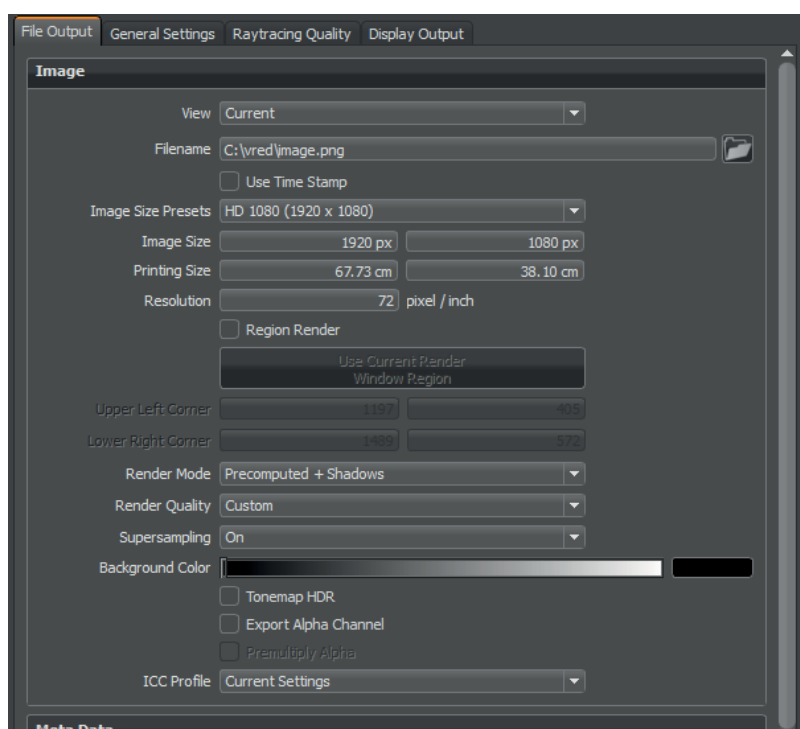 File Output General Settings Raytracing Quality Display Output
Image
View Current
Filename C:\vred\image.png
Use Time Stamp
Image Size Presets HD 1080 (1920 x 1080)
Image Size 1920 px 1080 px
Printing Size 67.73 cm 38.10 cm
Resolution 72 pixel / inch
Region Render
Use Current Render
Window Region
Upper Left Corner 1197 405
Lower Right Corner 1489 572
Render Mode Precomputed + Shadows
Render Quality Custom
Supersampling On
Background Color
Tonemap HDR
Export Alpha Channel
Premultiply Alpha
ICC Profile Current Settings
Meta Data